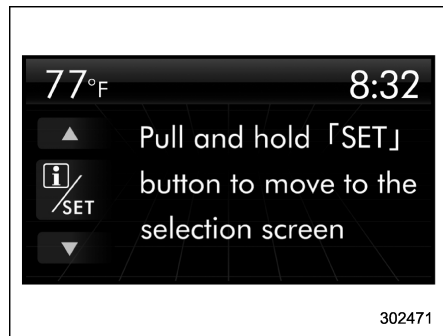 77°F 8:32
Pull and hold「SET」
button to move to the
i/SET
selection screen
302471